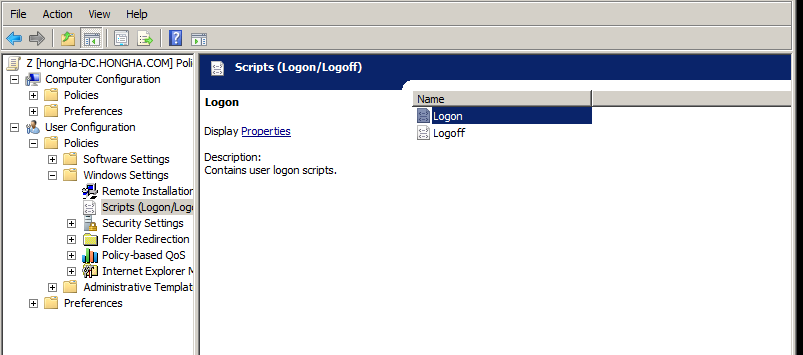 File Action View Help
Z [HongHa-DC.HONGHA.COM] Poli
Computer Configuration
Policies
Preferences
User Configuration
Policies
Software Settings
Windows Settings
Remote Installation
Scripts (Logon/Logo
Security Settings
Folder Redirection
Policy-based QoS
Internet Explorer M
Administrative Templat
Preferences
Scripts (Logon/Logoff)
Logon
Display Properties
Description:
Contains user logon scripts.
Name
Logon
Logoff